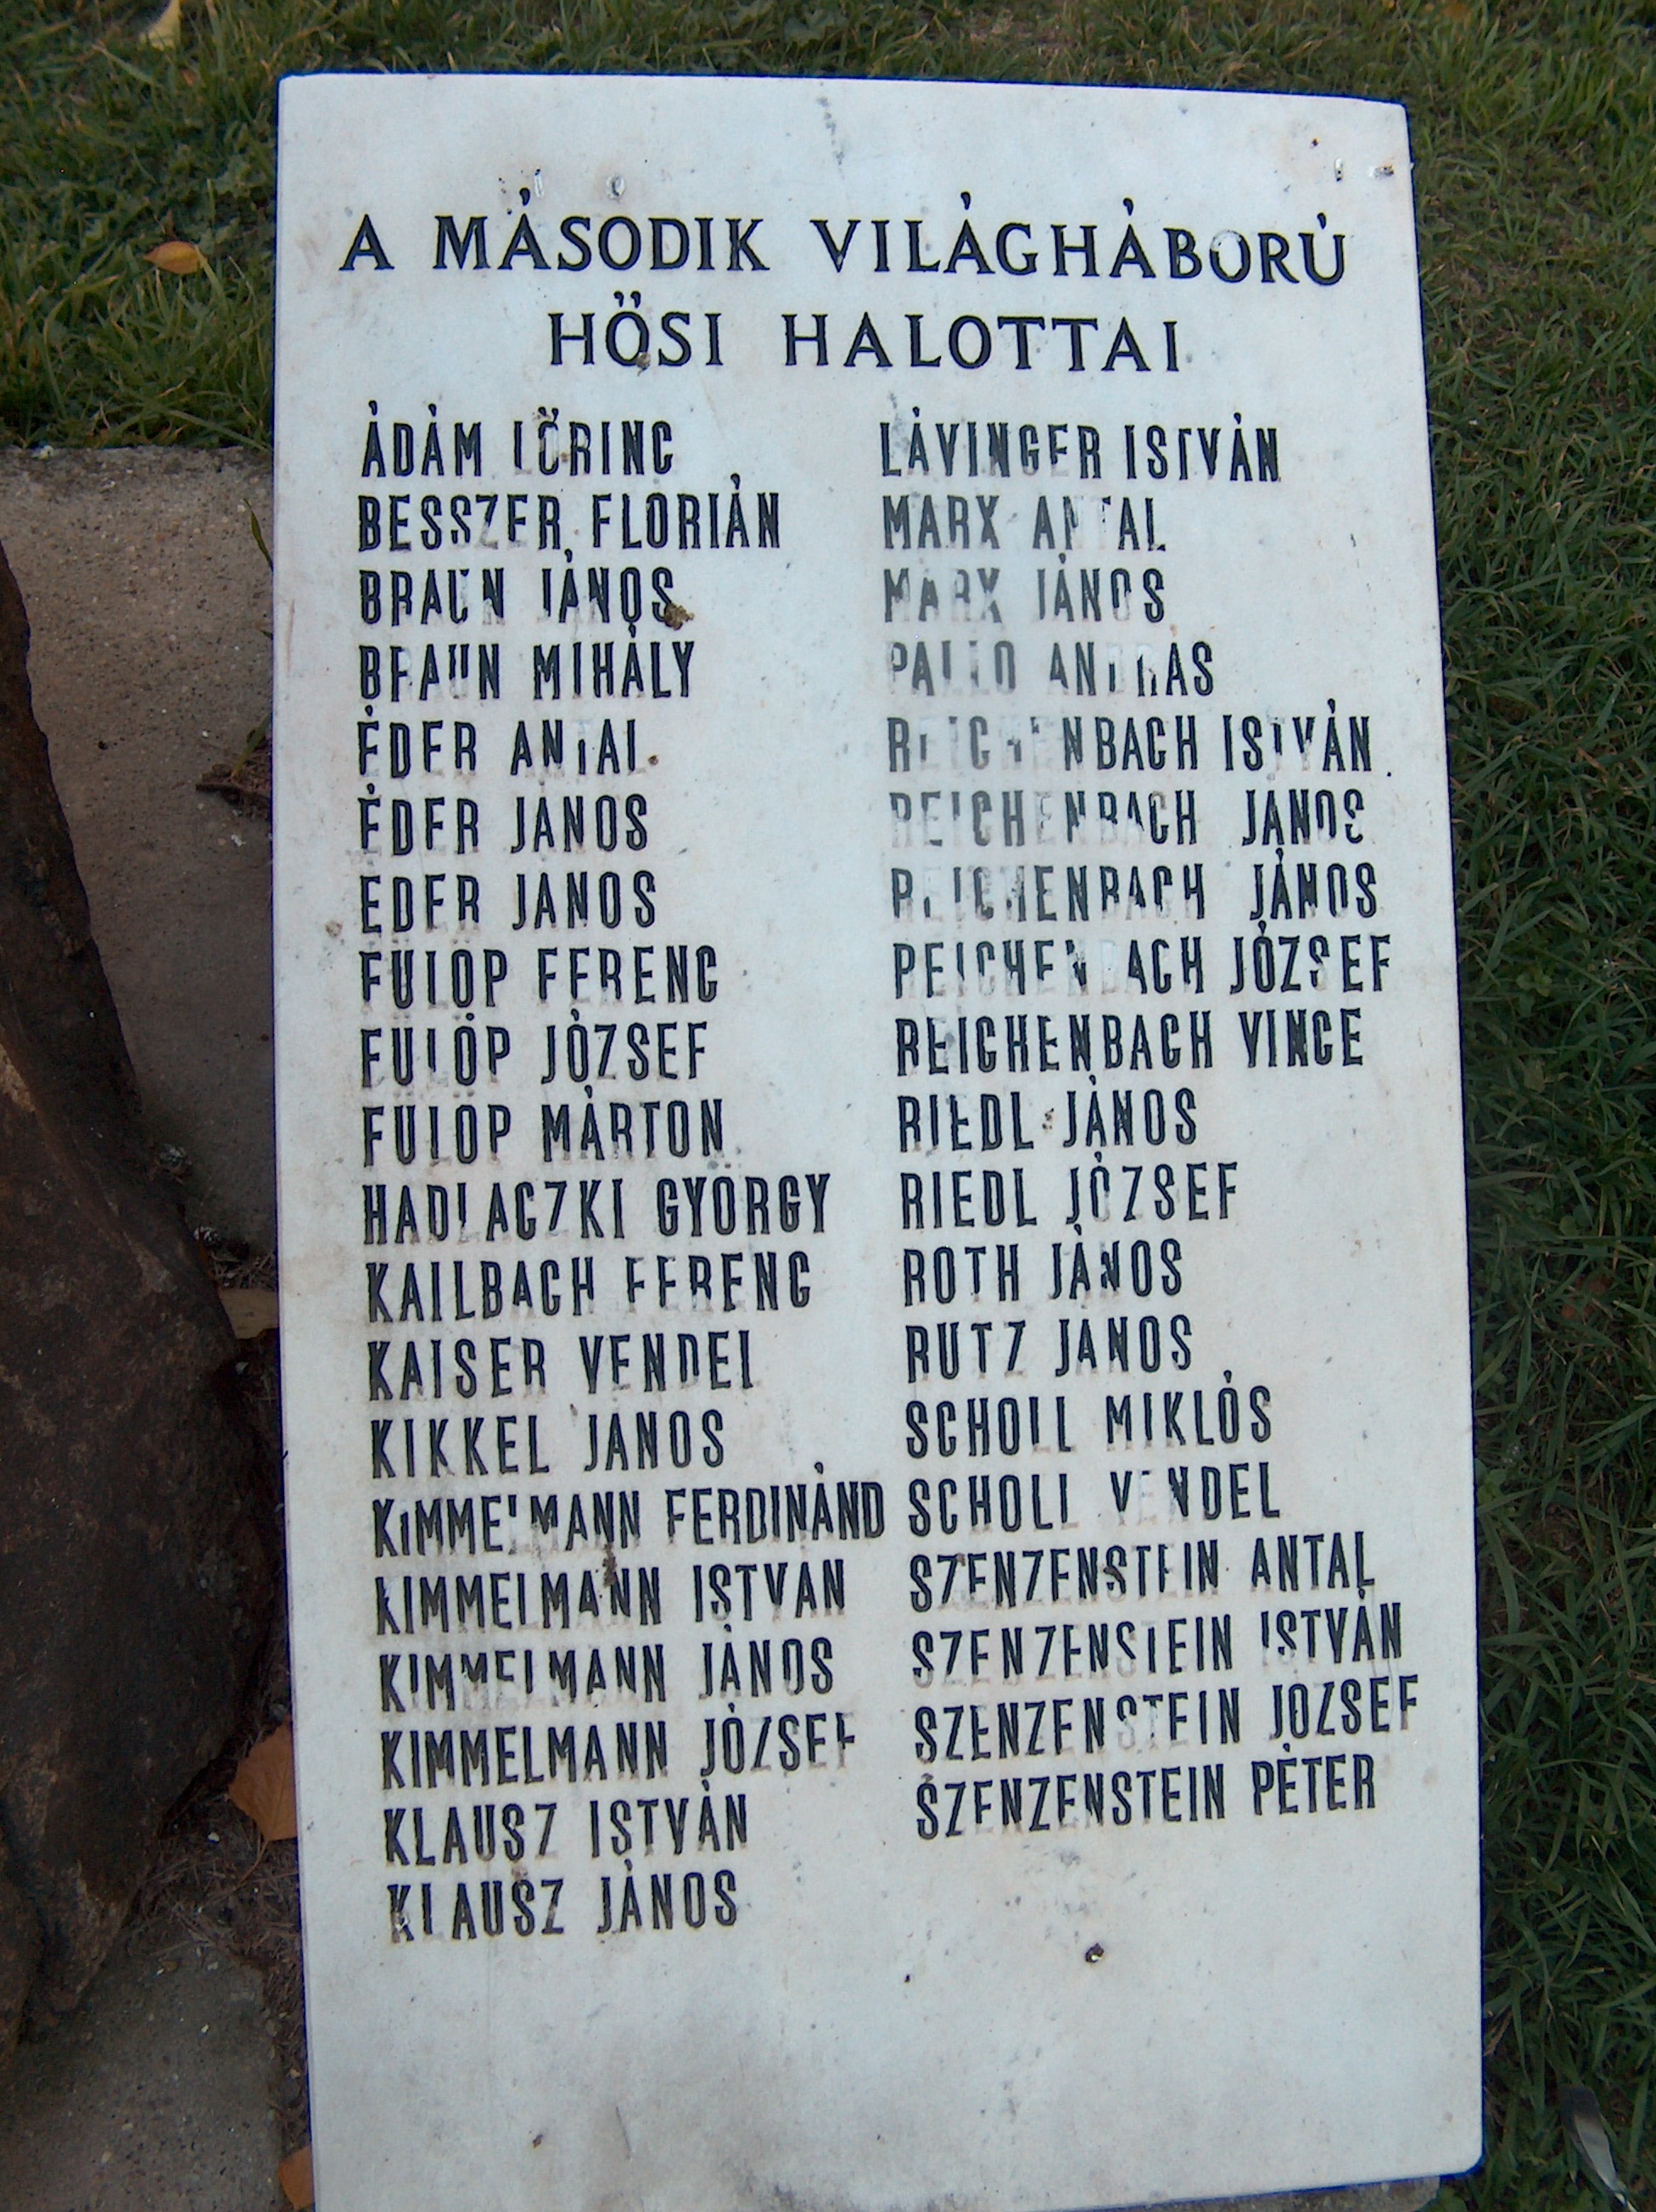 A MÁSODIK VILÁGHÁBORÚ
HŐSI HALOTTAI
ÁDÁM LŐRINC
BESSZER FLORIÁN
BRAUN JÁNOS
BRAUN MIHÁLY
ÉDER ANTAL
ÉDER JÁNOS
EDER JÁNOS
FÜLÖP FERENC
FÜLÖP JÓZSEF
FÜLÖP MÁRTON
HADLACZKI GYÖRGY
KAILBACH FERENC
KAISER VENDEL
KIKKEL JÁNOS
KIMMELMANN FERDINÁND
KIMMELMANN ISTVÁN
KIMMELMANN JÁNOS
KIMMELMANN JÓZSEF
KLAUSZ ISTVÁN
KLAUSZ JÁNOS
LÁVINGER ISTVÁN
MARX ANTAL
MARX JÁNOS
ANDRÁS
REICHENBACH ISTVÁN
REICHENBACH JÁNOS
REICHENBACH JÁNOS
REICHENBACH JÓZSEF
REICHENBACH VINCE
RIEDL JÁNOS
RIEDL JÓZSEF
ROTH JÁNOS
RUTZ JÁNOS
SCHOLL MIKLÓS
SCHOLL VENDEL
SZENZENSTEIN ANTAL
SZENZENSTEIN ISTVÁN
SZENZENSTEIN JÓZSEF
SZENZENSTEIN PÉTER